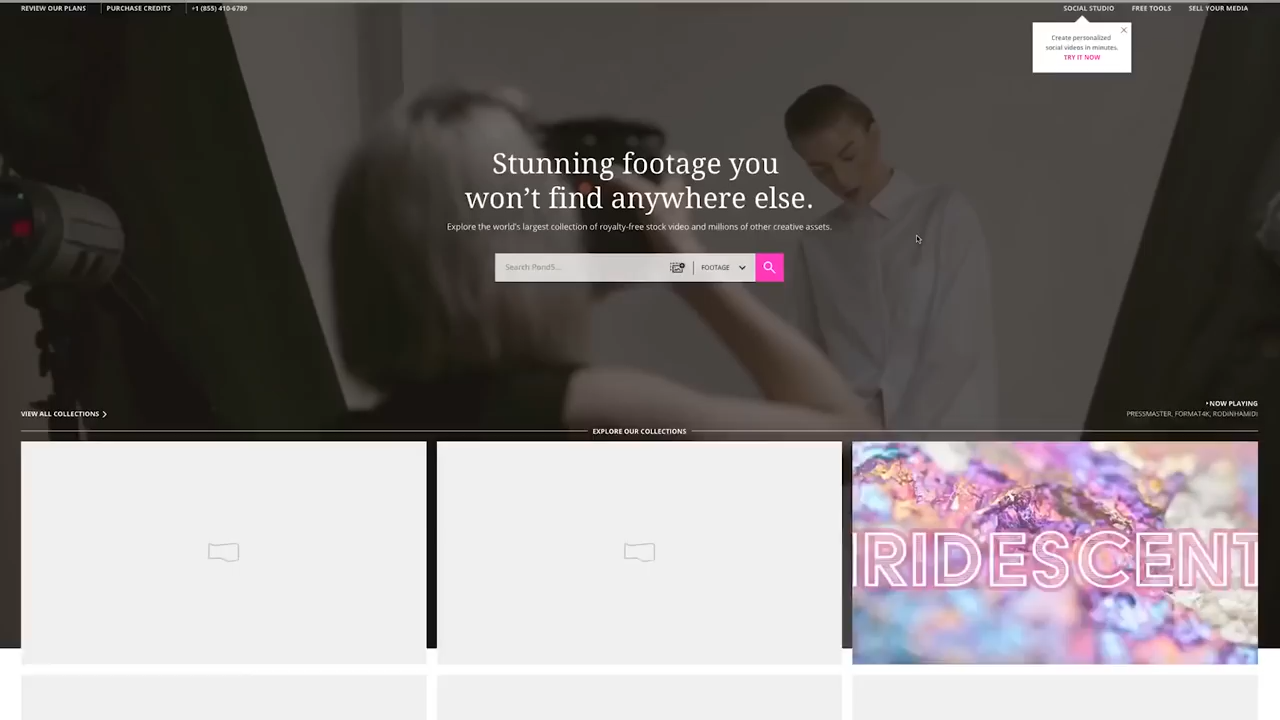 REVIEW OUR PLANS
PURCHASE CREDITS
+1 (855) 410-6789
SOCIAL STUDIO
FREE TOOLS
SELL YOUR MEDIA
Create personalized
social videos in minutes.
TRY IT NOW
Stunning footage you
won't find anywhere else.
Explore the world's largest collection of royalty-free stock video and millions of other creative assets.
Search Pond5...
FOOTAGE
VIEW ALL COLLECTIONS
NOW PLAYING
PRESSMASTER, FORMAT4K, RODINHAMIDI
EXPLORE OUR COLLECTIONS
IRIDESCENT